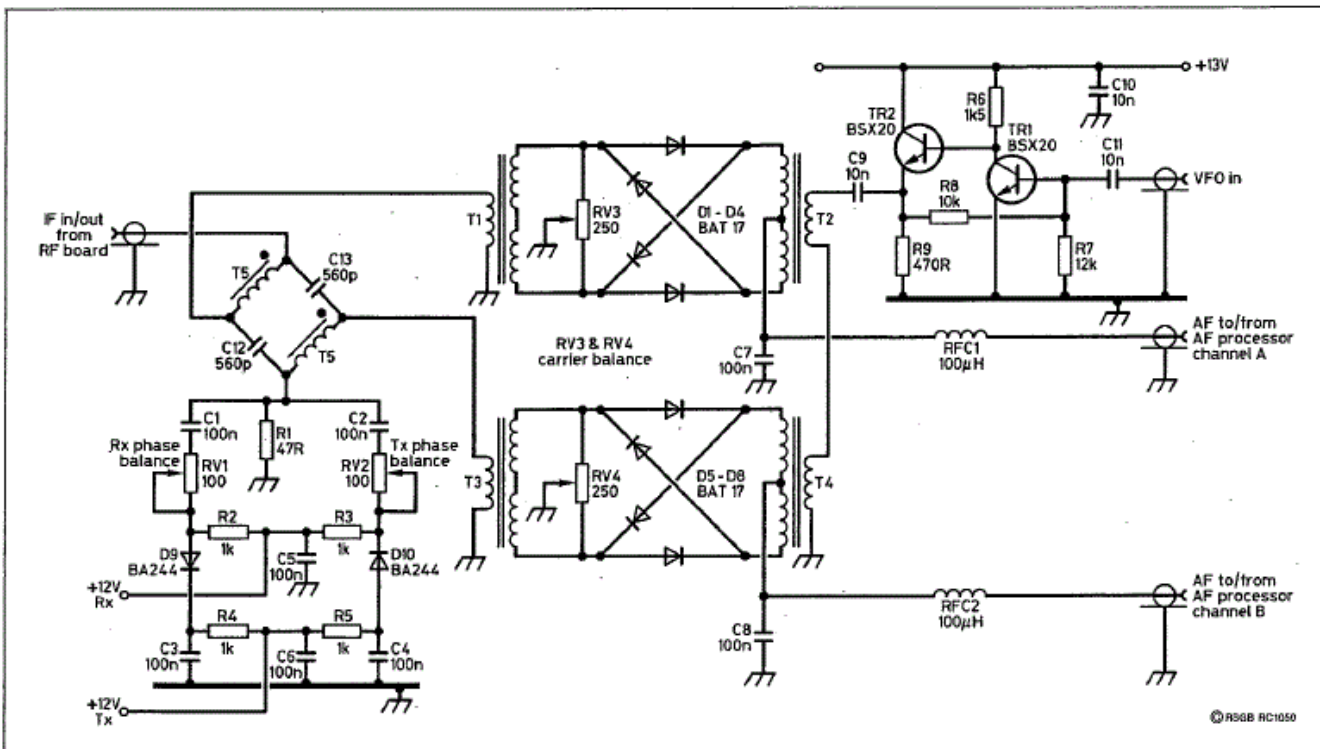 +13V
C10
10n
R6
1k5
TR2
BSX20
TR1
BSX20
C9
10n
C11
10n
VFO in
R8
10k
R9
470R
R7
12k
IF in/out
from
RF board
T1
RV3
250
D1 - D4
BAT 17
T2
C13
560p
T5
C12
560p
T5
RV3 & RV4
carrier balance
C7
100n
RFC1
100µH
AF to/from
AF processor
channel A
C1
100n
R1
47R
C2
100n
Rx phase
balance
RV1
100
Tx phase
balance
RV2
100
T3
RV4
250
D5 - D8
BAT 17
T4
R2
1k
R3
1k
D9
BA244
C5
100n
D10
BA244
+12V
Rx
R4
1k
R5
1k
C3
100n
C6
100n
C4
100n
+12V
Tx
C8
100n
RFC2
100µH
AF to/from
AF processor
channel B
© RSGB RC1050